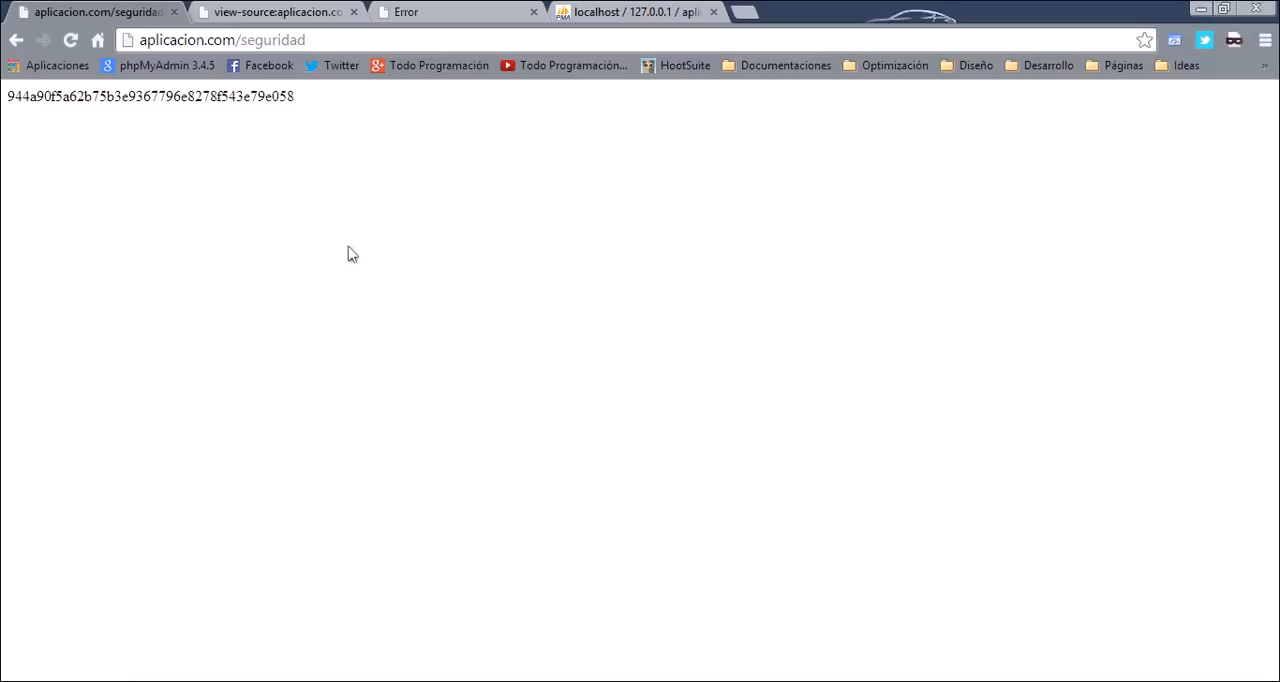 aplicacion.com/seguridad
view-source:aplicacion.co
Error
localhost / 127.0.0.1 / apli
aplicacion.com/seguridad
Aplicaciones
phpMyAdmin 3.4.5
Facebook
Twitter
Todo Programación
Todo Programación...
HootSuite
Documentaciones
Optimización
Diseño
Desarrollo
Páginas
Ideas
»
944a90f5a62b75b3e9367796e8278f543e79e058